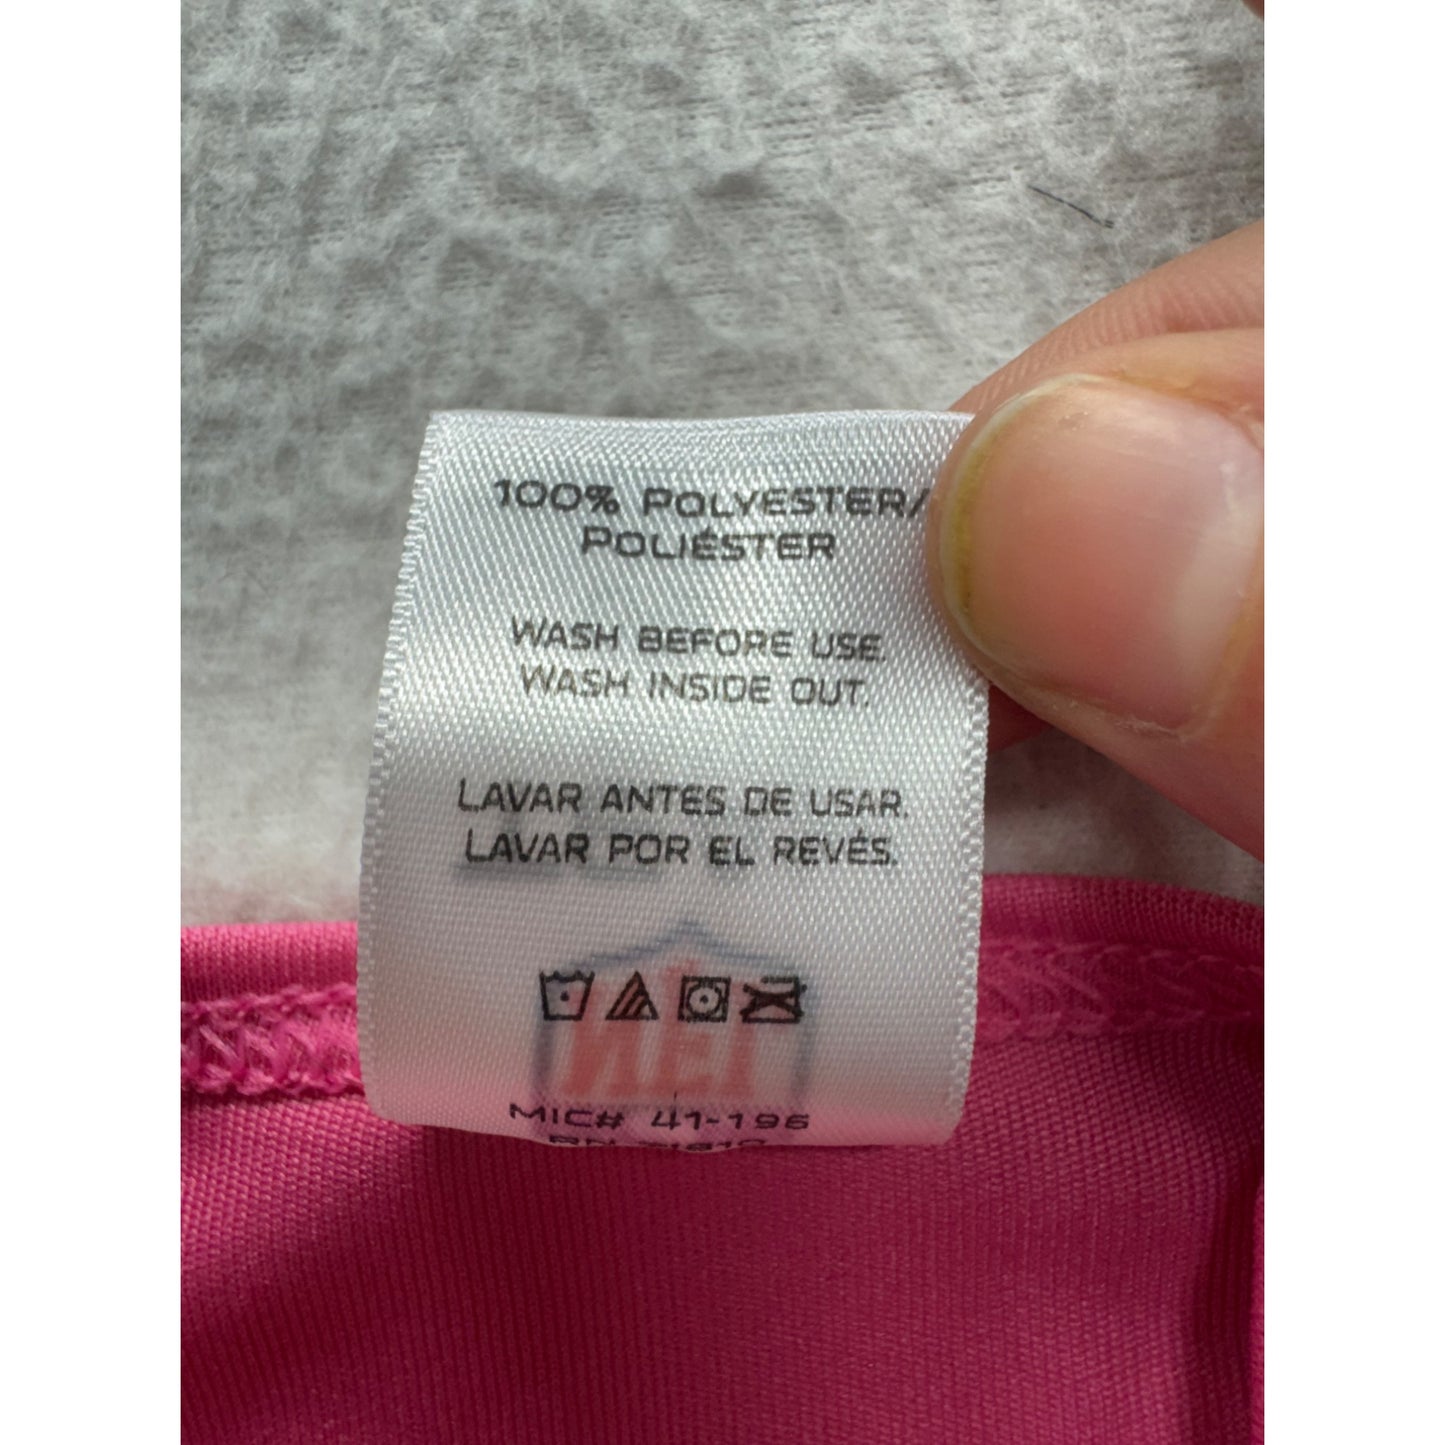 100% POLYESTER/
POLIÉSTER
WASH BEFORE USE.
WASH INSIDE OUT.
LAVAR ANTES DE USAR.
LAVAR POR EL REVÉS.
NFL
MIC# 41-196